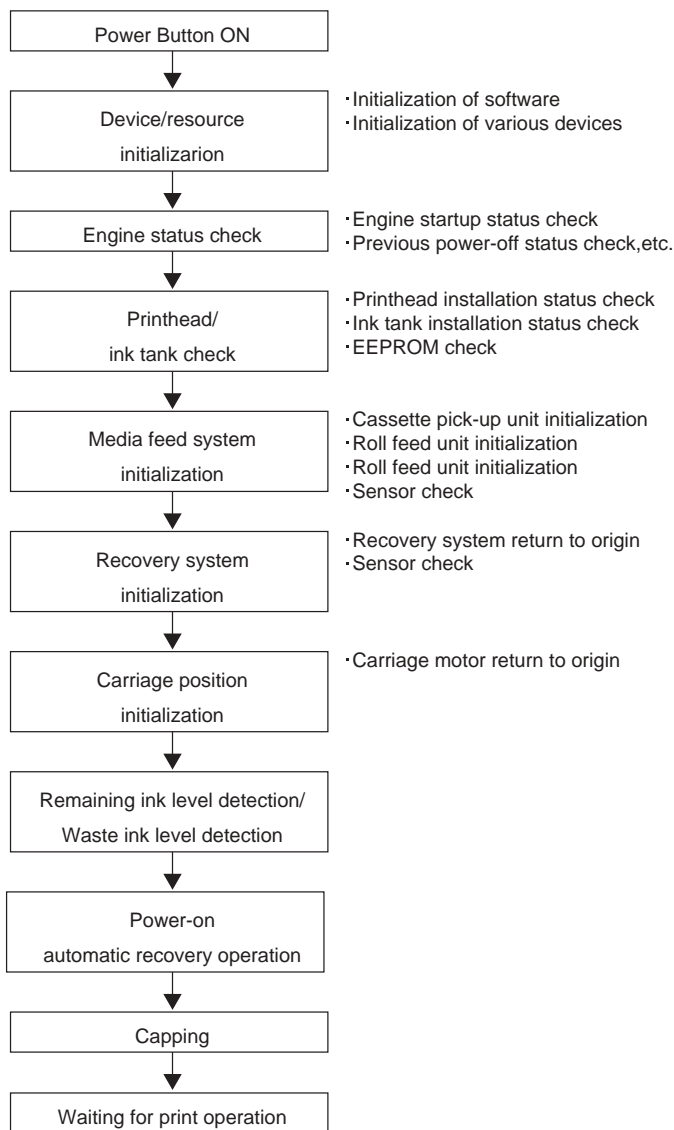 Power Button ON
Device/resource
initializarion
・Initialization of software
・Initialization of various devices
Engine status check
・Engine startup status check
・Previous power-off status check,etc.
Printhead/
ink tank check
・Printhead installation status check
・Ink tank installation status check
・EEPROM check
Media feed system
initialization
・Cassette pick-up unit initialization
・Roll feed unit initialization
・Roll feed unit initialization
・Sensor check
Recovery system
initialization
・Recovery system return to origin
・Sensor check
Carriage position
initialization
・Carriage motor return to origin
Remaining ink level detection/
Waste ink level detection
Power-on
automatic recovery operation
Capping
Waiting for print operation